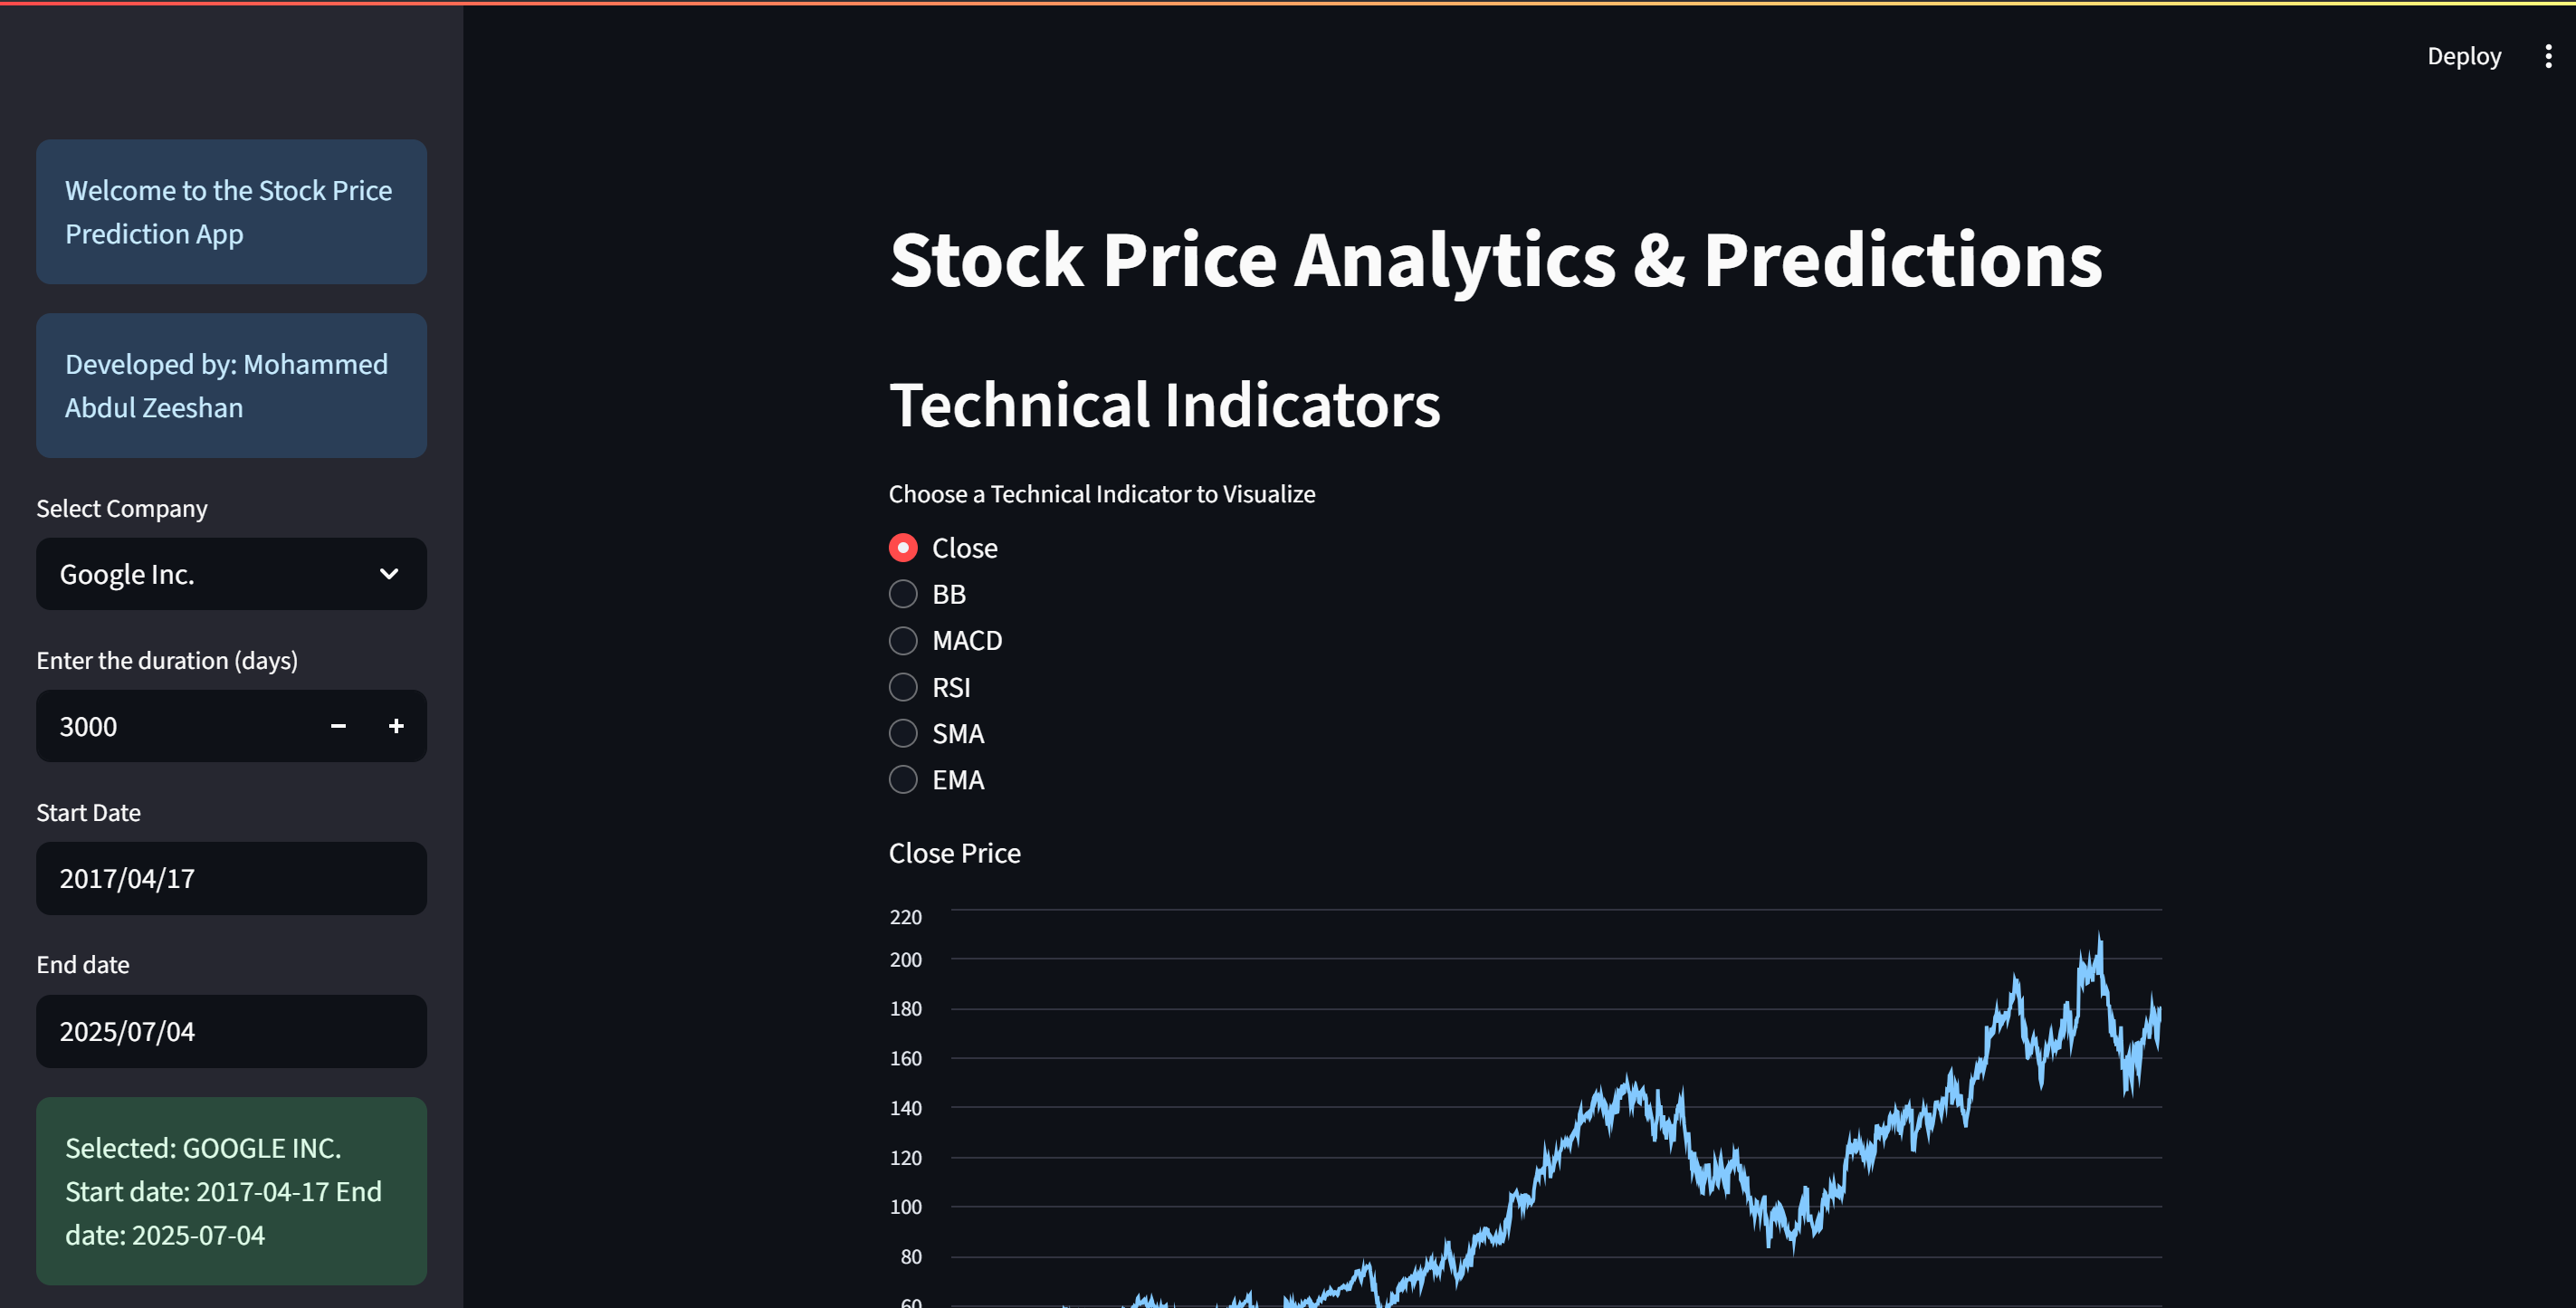 Deploy
Welcome to the Stock Price
Prediction App
Developed by: Mohammed
Abdul Zeeshan
Select Company
Google Inc.
Enter the duration (days)
3000
Start Date
2017/04/17
End date
2025/07/04
Selected: GOOGLE INC.
Start date: 2017-04-17 End
date: 2025-07-04
Stock Price Analytics & Predictions
Technical Indicators
Choose a Technical Indicator to Visualize
Close
BB
MACD
RSI
SMA
EMA
Close Price
220
200
180
160
140
120
100
80
60